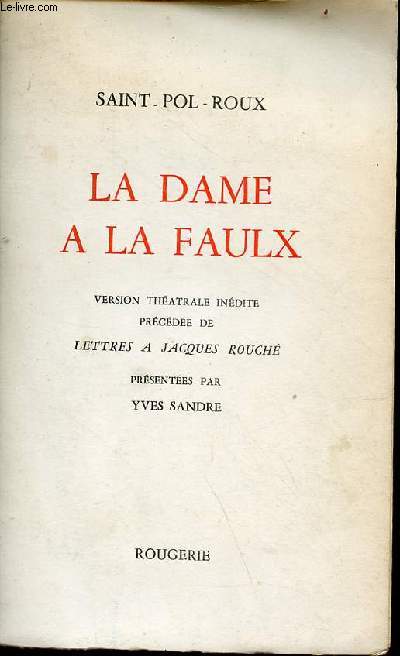 Le-livre.com
SAINT-POL-ROUX
LA DAME
A LA FAULX
VERSION THÉATRALE INÉDITE
PRÉCÉDÉE DE
LETTRES A JACQUES ROUCHÉ
PRÉSENTÉES PAR
YVES SANDRE
ROUGERIE